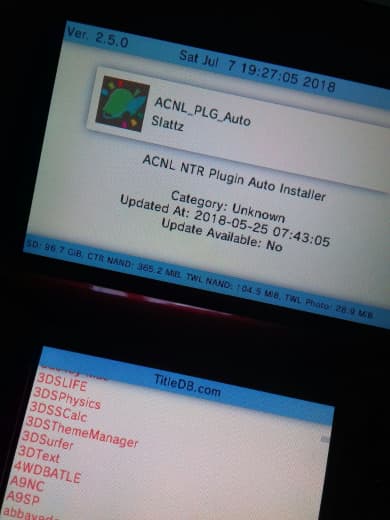 Ver. 2.5.0
Sat Jul 7 19:27:05 2018
ACNL_PLG_Auto
Slattz
ACNL NTR Plugin Auto Installer
Category: Unknown
Updated At: 2018-05-25 07:43:05
Update Available: No
SD: 96.7 GiB, CTR NAND: 365.2 MiB, TWL NAND: 104.5 MiB, TWL Photo: 28.9 MiB
TitleDB.com
3DSLIFE
3DSPhysics
3DSSCalc
3DSThemeManager
3DSurfer
3DText
4WDBATLE
A9NC
A9SP